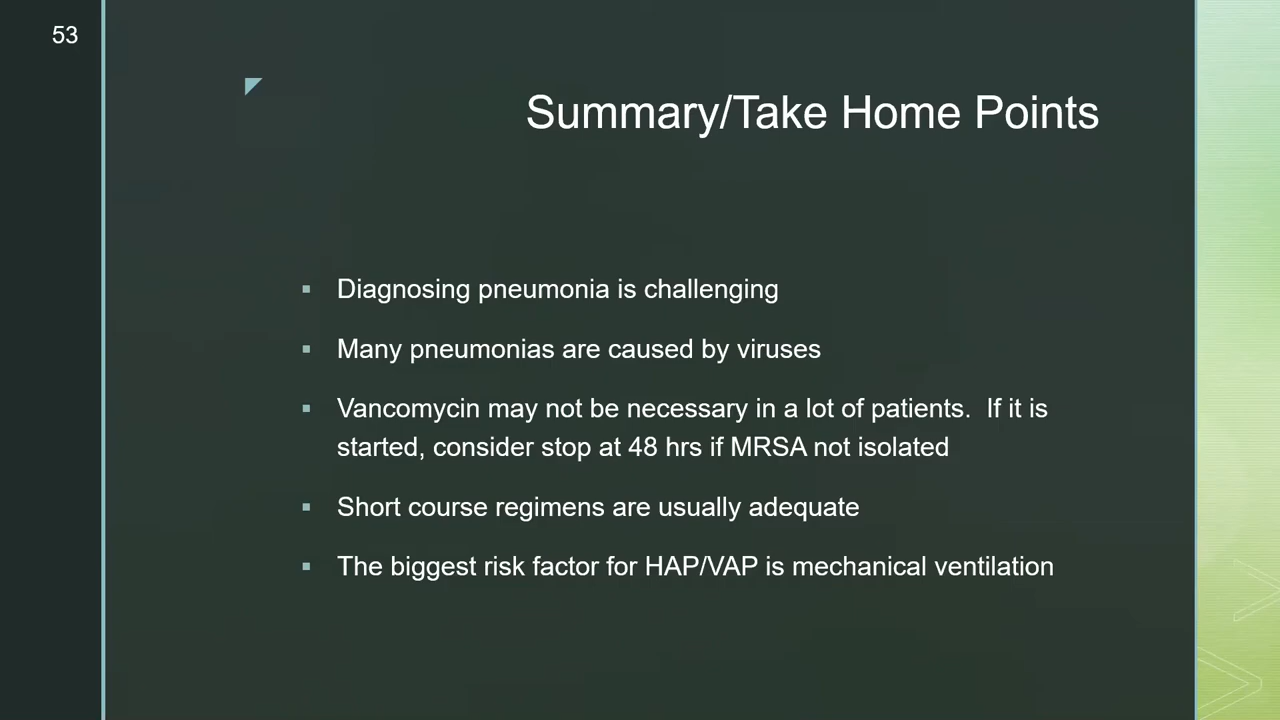 53
Summary/Take Home Points
▪ Diagnosing pneumonia is challenging
▪ Many pneumonias are caused by viruses
▪ Vancomycin may not be necessary in a lot of patients.  If it is
started, consider stop at 48 hrs if MRSA not isolated
▪ Short course regimens are usually adequate
▪ The biggest risk factor for HAP/VAP is mechanical ventilation